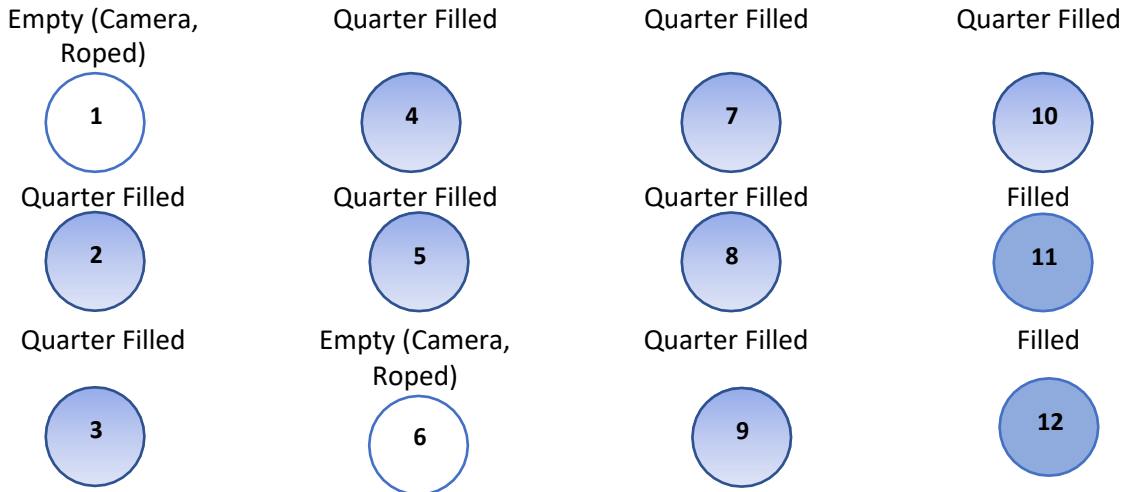 Empty (Camera,
Roped)
Quarter Filled
Quarter Filled
Quarter Filled
1
4
7
10
Quarter Filled
Quarter Filled
Quarter Filled
Filled
2
5
8
11
Quarter Filled
Empty (Camera,
Roped)
Quarter Filled
Filled
3
6
9
12